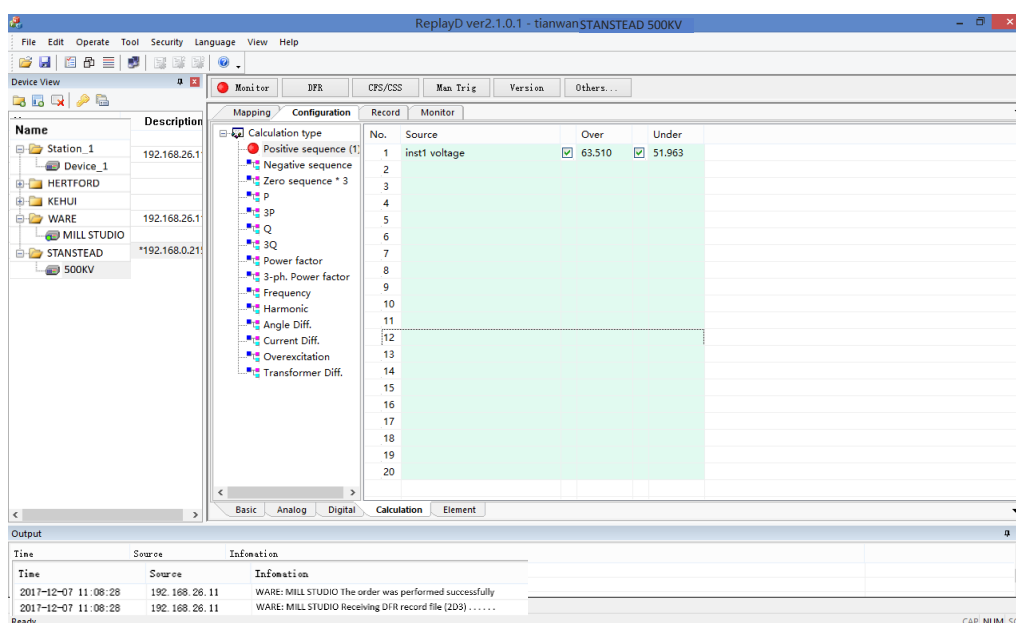 ReplayD ver2.1.0.1 - tianwanSTANSTEAD 500KV
File Edit Operate Tool Security Language View Help
Device View
Monitor DFR CFS/CSS Man Trig Version Others...
Mapping Configuration Record Monitor
Name Description
Station_1 192.168.26.1
Device_1
HERTFORD
KEHUI
WARE 192.168.26.1
MILL STUDIO
STANSTEAD *192.168.0.21
500KV
Calculation type
Positive sequence (1)
Negative sequence
Zero sequence * 3
P
3P
Q
3Q
Power factor
3-ph. Power factor
Frequency
Harmonic
Angle Diff.
Current Diff.
Overexcitation
Transformer Diff.
No. Source Over Under
1 inst1 voltage 63.510 51.963
2
3
4
5
6
7
8
9
10
11
12
13
14
15
16
17
18
19
20
Basic Analog Digital Calculation Element
Output
Time Source Infomation
Time Source Infomation
2017-12-07 11:08:28 192.168.26.11 WARE: MILL STUDIO The order was performed successfully
2017-12-07 11:08:28 192.168.26.11 WARE: MILL STUDIO Receiving DFR record file (2D3) . . . . . .
Ready CAP NUM